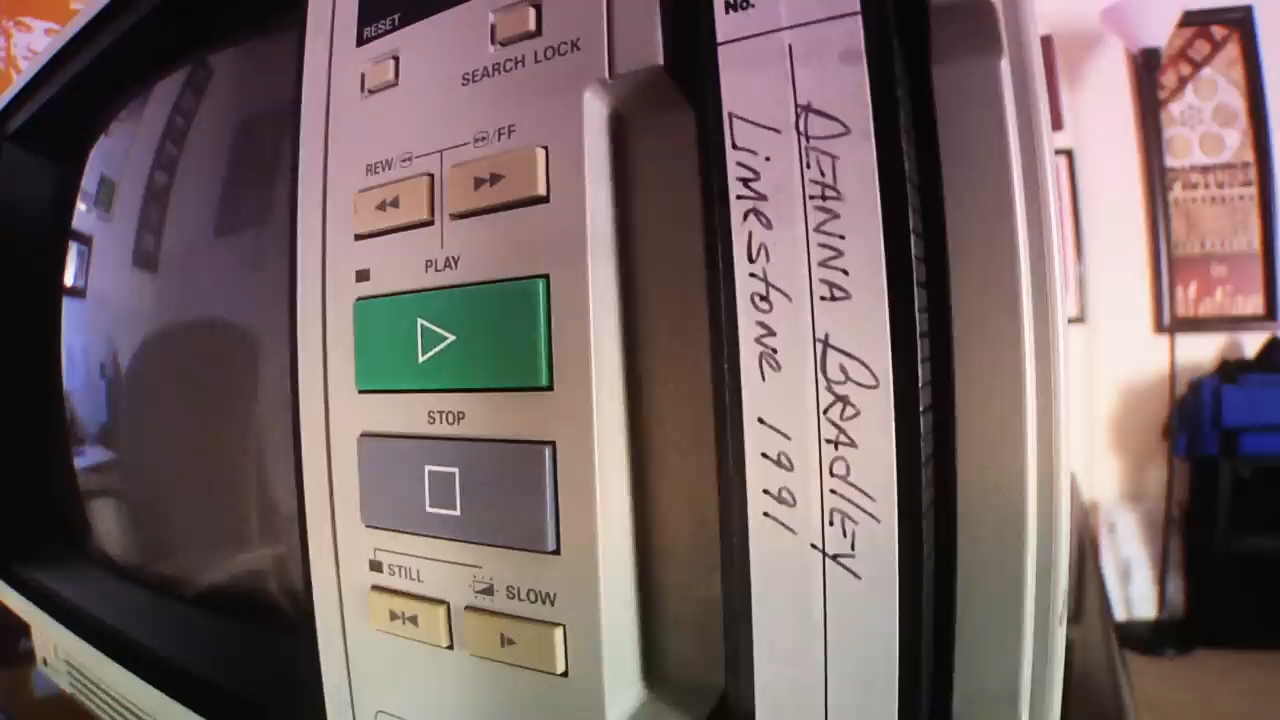 RESET
SEARCH LOCK
REW/
/FF
PLAY
STOP
STILL
SLOW
No.
DEANNA BRADLEY
Limestone 1991